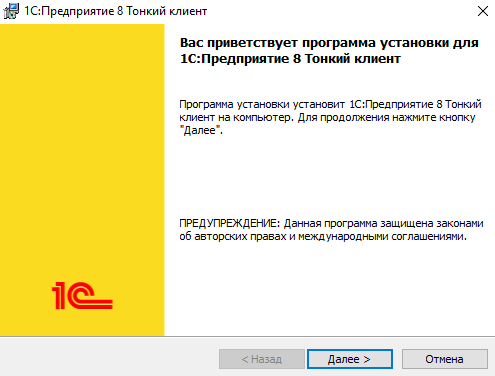 1С:Предприятие 8 Тонкий клиент
Вас приветствует программа установки для
1С:Предприятие 8 Тонкий клиент
Программа установки установит 1С:Предприятие 8 Тонкий
клиент на компьютер. Для продолжения нажмите кнопку
"Далее".
ПРЕДУПРЕЖДЕНИЕ: Данная программа защищена законами
об авторских правах и международными соглашениями.
1С
< Назад
Далее >
Отмена